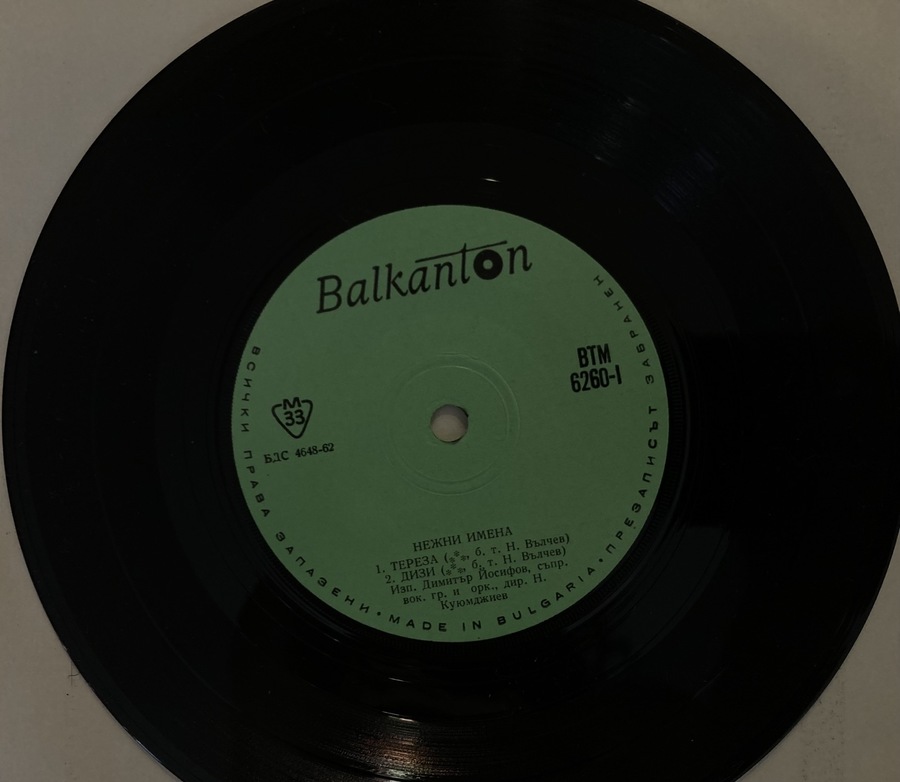 Balkanton
ВТМ
6260-I
М
33
БДС 4648-62
НЕЖНИ ИМЕНА
1. ТЕРЕЗА (***, б. т. Н. Вълчев)
2. ДИЗИ (***, б. т. Н. Вълчев)
Изп. Димитър Йосифов, съпр.
вок. гр. и орк., дир. Н.
Куюмджиев
ВСИЧКИ ПРАВА ЗАПАЗЕНИ • MADE IN BULGARIA • ПРЕЗАПИСЪТ ЗАБРАНЕН